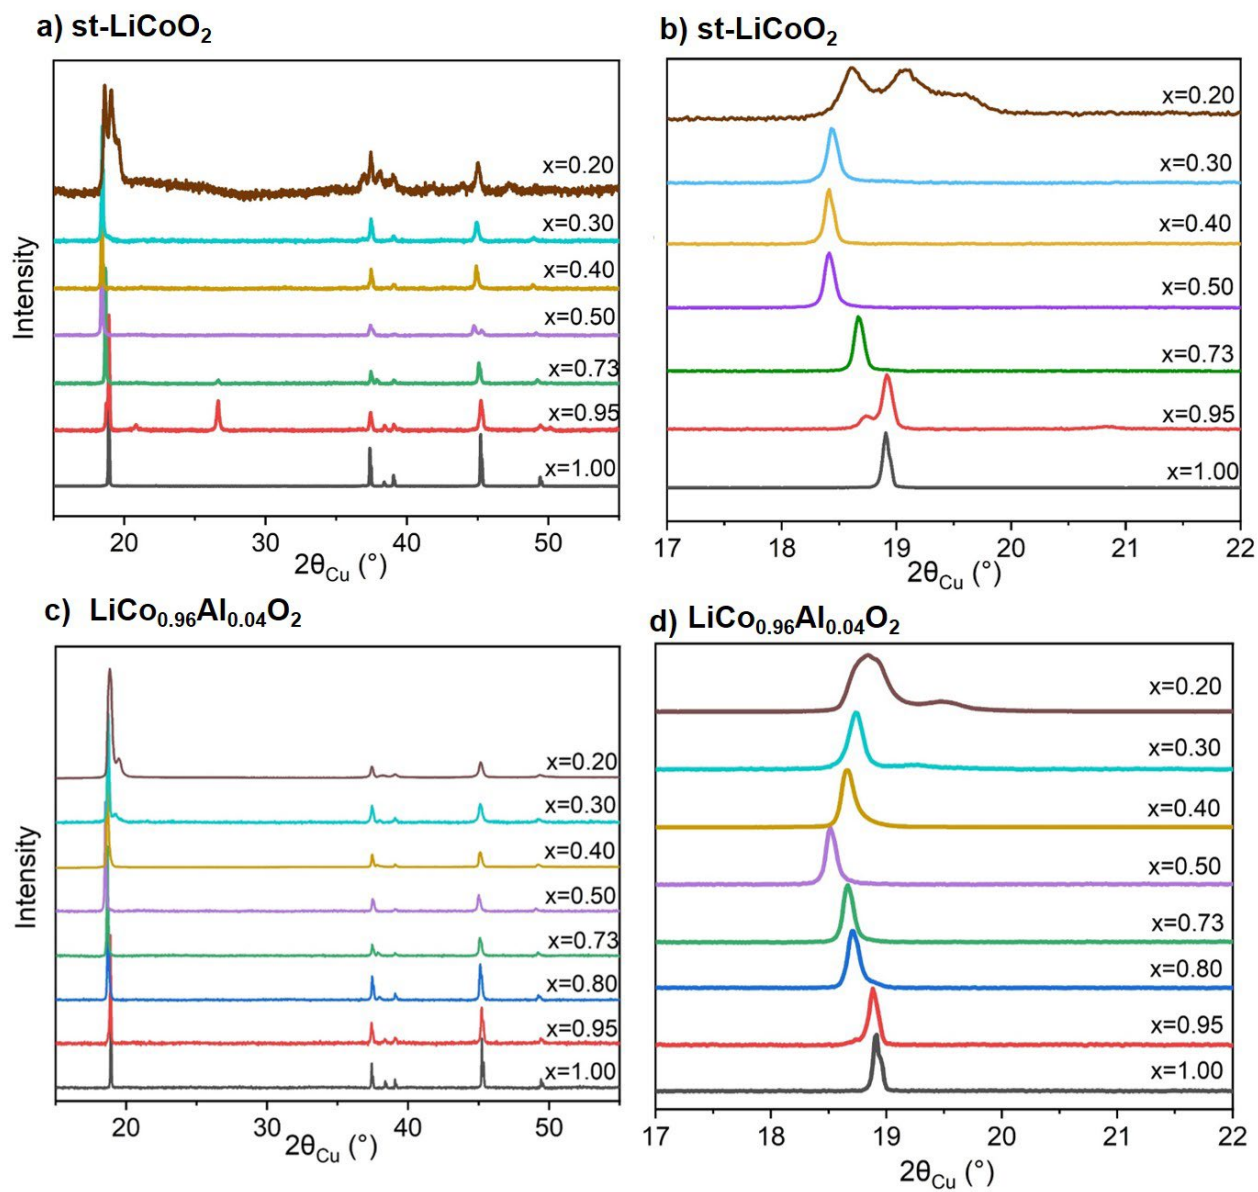 a) st-LiCoO₂
Intensity
x=0.20
x=0.30
x=0.40
x=0.50
x=0.73
x=0.95
x=1.00
20 30 40 50
2θCu (°)
b) st-LiCoO₂
x=0.20
x=0.30
x=0.40
x=0.50
x=0.73
x=0.95
x=1.00
17 18 19 20 21 22
2θCu (°)
c) LiCo₀.₉₆Al₀.₀₄O₂
Intensity
x=0.20
x=0.30
x=0.40
x=0.50
x=0.73
x=0.80
x=0.95
x=1.00
20 30 40 50
2θCu (°)
d) LiCo₀.₉₆Al₀.₀₄O₂
x=0.20
x=0.30
x=0.40
x=0.50
x=0.73
x=0.80
x=0.95
x=1.00
17 18 19 20 21 22
2θCu (°)